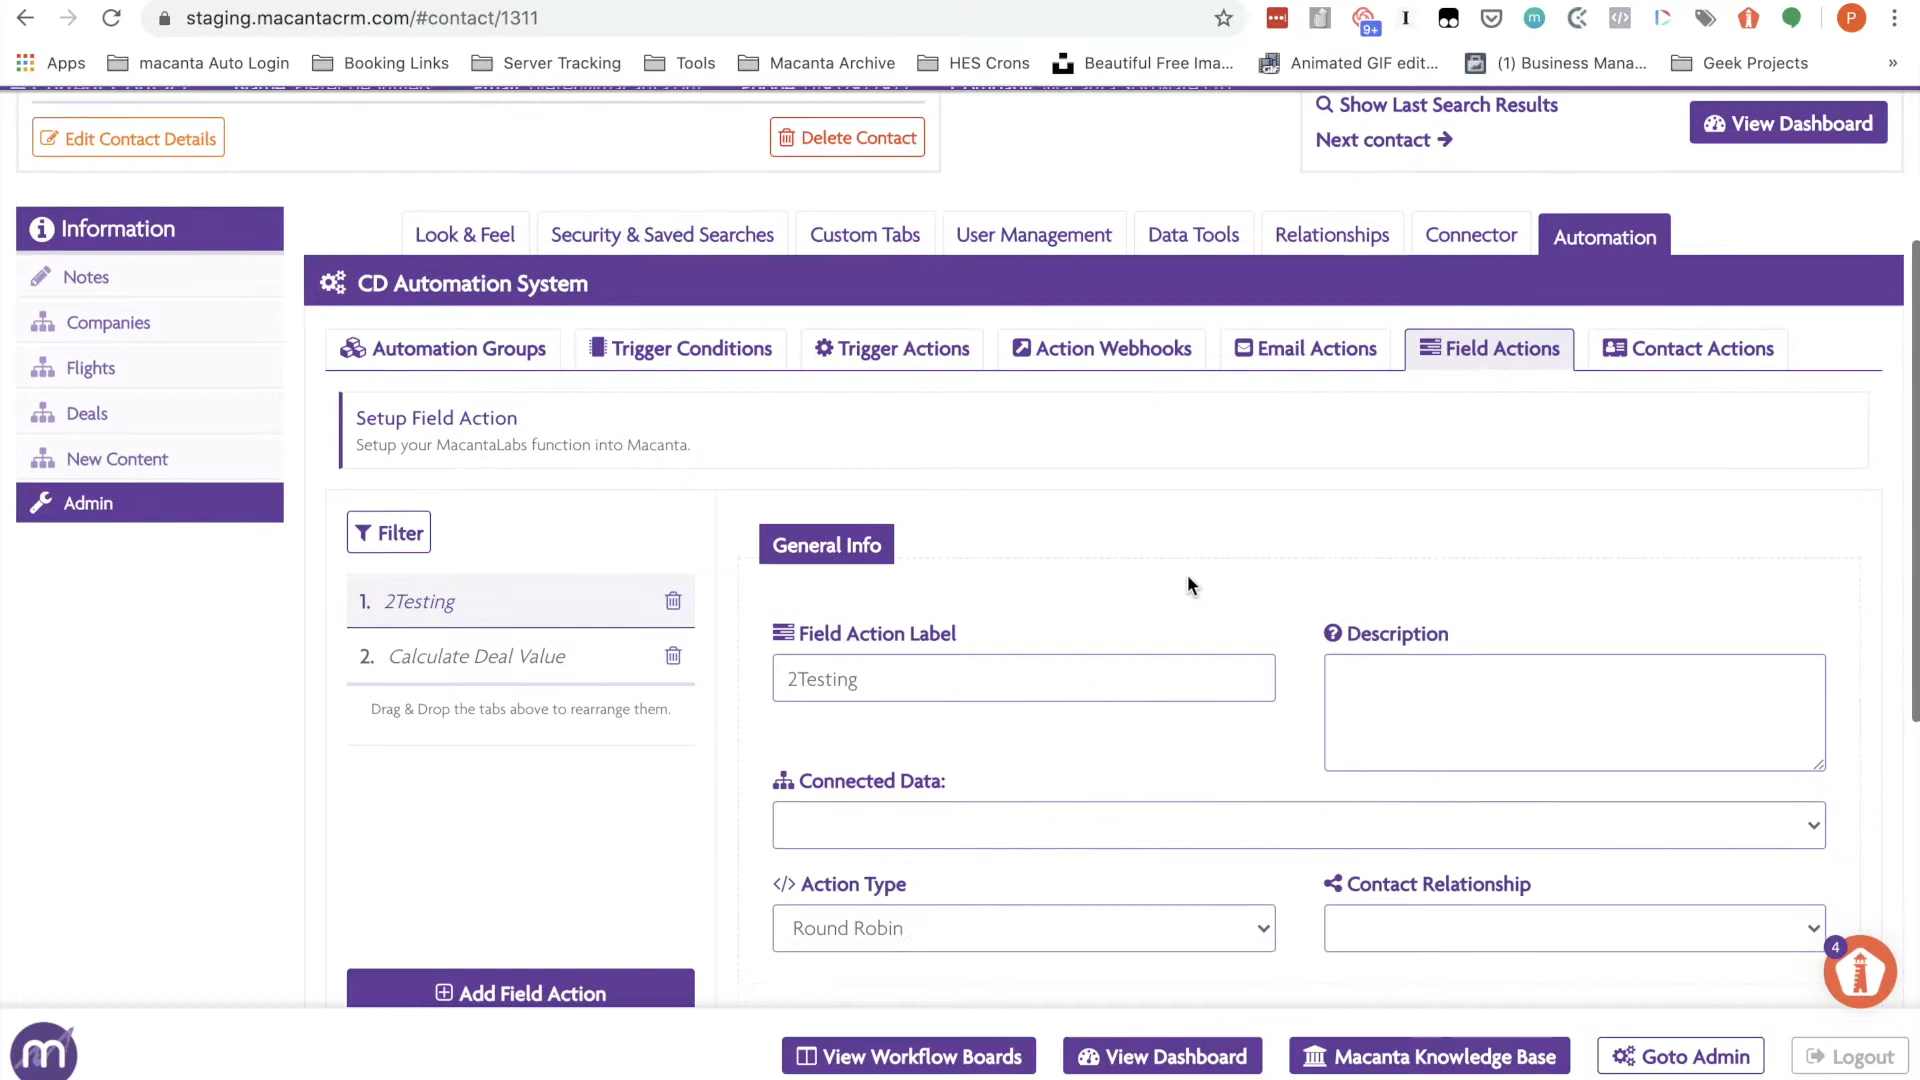 staging.macantacrm.com/#contact/1311
9+
P
Apps
macanta Auto Login
Booking Links
Server Tracking
Tools
Macanta Archive
HES Crons
Beautiful Free Ima...
Animated GIF edit...
(1) Business Mana...
Geek Projects
»
Edit Contact Details
Delete Contact
Show Last Search Results
Next contact
View Dashboard
Information
Notes
Companies
Flights
Deals
New Content
Admin
Look & Feel
Security & Saved Searches
Custom Tabs
User Management
Data Tools
Relationships
Connector
Automation
CD Automation System
Automation Groups
Trigger Conditions
Trigger Actions
Action Webhooks
Email Actions
Field Actions
Contact Actions
Setup Field Action
Setup your MacantaLabs function into Macanta.
Filter
1. 2Testing
2. Calculate Deal Value
Drag & Drop the tabs above to rearrange them.
Add Field Action
General Info
Field Action Label
2Testing
Description
Connected Data:
</> Action Type
Round Robin
Contact Relationship
4
m
View Workflow Boards
View Dashboard
Macanta Knowledge Base
Goto Admin
Logout